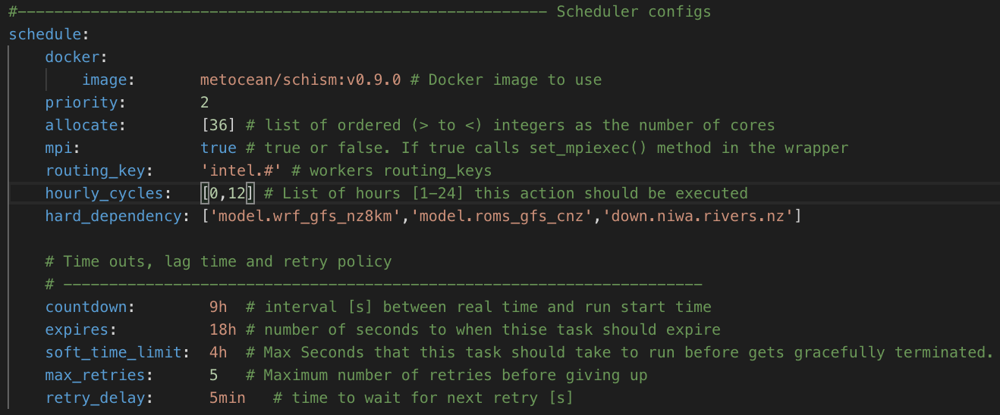 #---------------------------------------------------------- Scheduler configs
schedule:
    docker:
        image:       metocean/schism:v0.9.0 # Docker image to use
    priority:        2
    allocate:        [36] # list of ordered (> to <) integers as the number of cores
    mpi:             true # true or false. If true calls set_mpiexec() method in the wrapper
    routing_key:     'intel.#' # workers routing_keys
    hourly_cycles:   [0,12] # List of hours [1-24] this action should be executed
    hard_dependency: ['model.wrf_gfs_nz8km','model.roms_gfs_cnz','down.niwa.rivers.nz']

    # Time outs, lag time and retry policy
    # ----------------------------------------------------------------------
    countdown:        9h  # interval [s] between real time and run start time
    expires:          18h # number of seconds to when thise task should expire
    soft_time_limit:  4h  # Max Seconds that this task should take to run before gets gracefully terminated.
    max_retries:      5   # Maximum number of retries before giving up
    retry_delay:      5min   # time to wait for next retry [s]